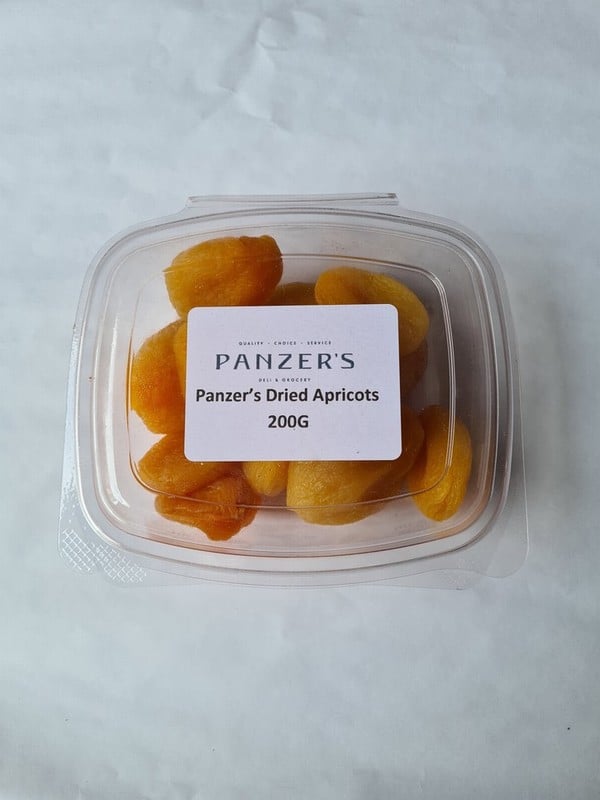 QUALITY · CHOICE · SERVICE
PANZER'S
DELI & GROCERY
Panzer's Dried Apricots
200G